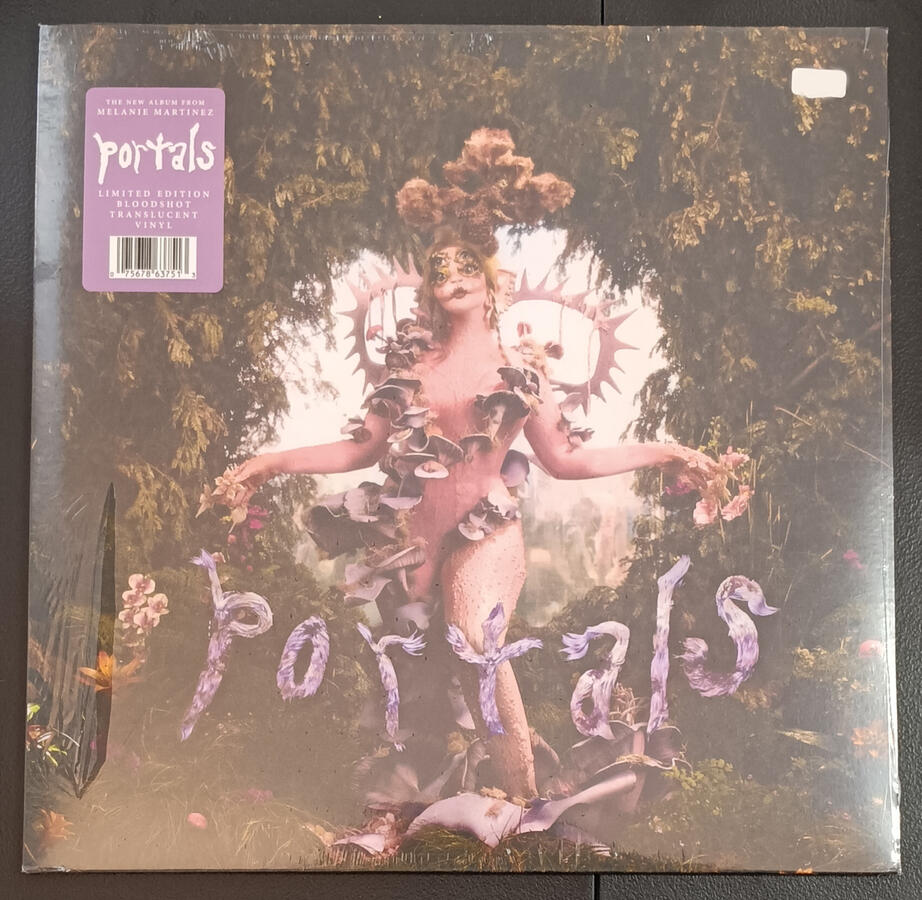 THE NEW ALBUM FROM
MELANIE MARTINEZ
portals
LIMITED EDITION
BLOODSHOT
TRANSLUCENT
VINYL
0 75678 63751 3
portals